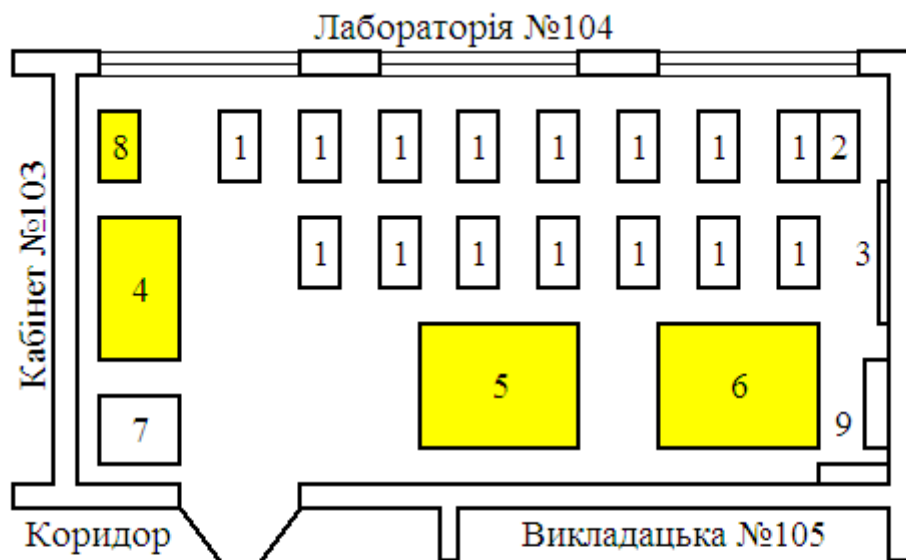 Лабораторія №104
Кабінет №103
8 1 1 1 1 1 1 1 1 2
1 1 1 1 1 1 1 3
4
5 6
7 9
Коридор
Викладацька №105